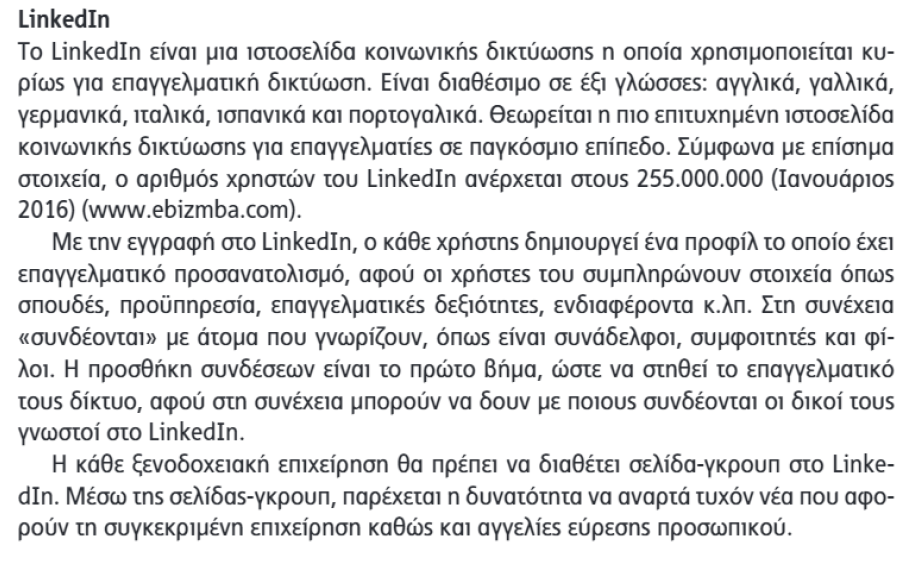 LinkedIn
Το LinkedIn είναι μια ιστοσελίδα κοινωνικής δικτύωσης η οποία χρησιμοποιείται κυ-
ρίως για επαγγελματική δικτύωση. Είναι διαθέσιμο σε έξι γλώσσες: αγγλικά, γαλλικά,
γερμανικά, ιταλικά, ισπανικά και πορτογαλικά. Θεωρείται η πιο επιτυχημένη ιστοσελίδα
κοινωνικής δικτύωσης για επαγγελματίες σε παγκόσμιο επίπεδο. Σύμφωνα με επίσημα
στοιχεία, ο αριθμός χρηστών του LinkedIn ανέρχεται στους 255.000.000 (Ιανουάριος
2016) (www.ebizmba.com).
Με την εγγραφή στο LinkedIn, ο κάθε χρήστης δημιουργεί ένα προφίλ το οποίο έχει
επαγγελματικό προσανατολισμό, αφού οι χρήστες του συμπληρώνουν στοιχεία όπως
σπουδές, προϋπηρεσία, επαγγελματικές δεξιότητες, ενδιαφέροντα κ.λπ. Στη συνέχεια
«συνδέονται» με άτομα που γνωρίζουν, όπως είναι συνάδελφοι, συμφοιτητές και φί-
λοι. Η προσθήκη συνδέσεων είναι το πρώτο βήμα, ώστε να στηθεί το επαγγελματικό
τους δίκτυο, αφού στη συνέχεια μπορούν να δουν με ποιους συνδέονται οι δικοί τους
γνωστοί στο LinkedIn.
Η κάθε ξενοδοχειακή επιχείρηση θα πρέπει να διαθέτει σελίδα-γκρουπ στο Linke-
dIn. Μέσω της σελίδας-γκρουπ, παρέχεται η δυνατότητα να αναρτά τυχόν νέα που αφο-
ρούν τη συγκεκριμένη επιχείρηση καθώς και αγγελίες εύρεσης προσωπικού.